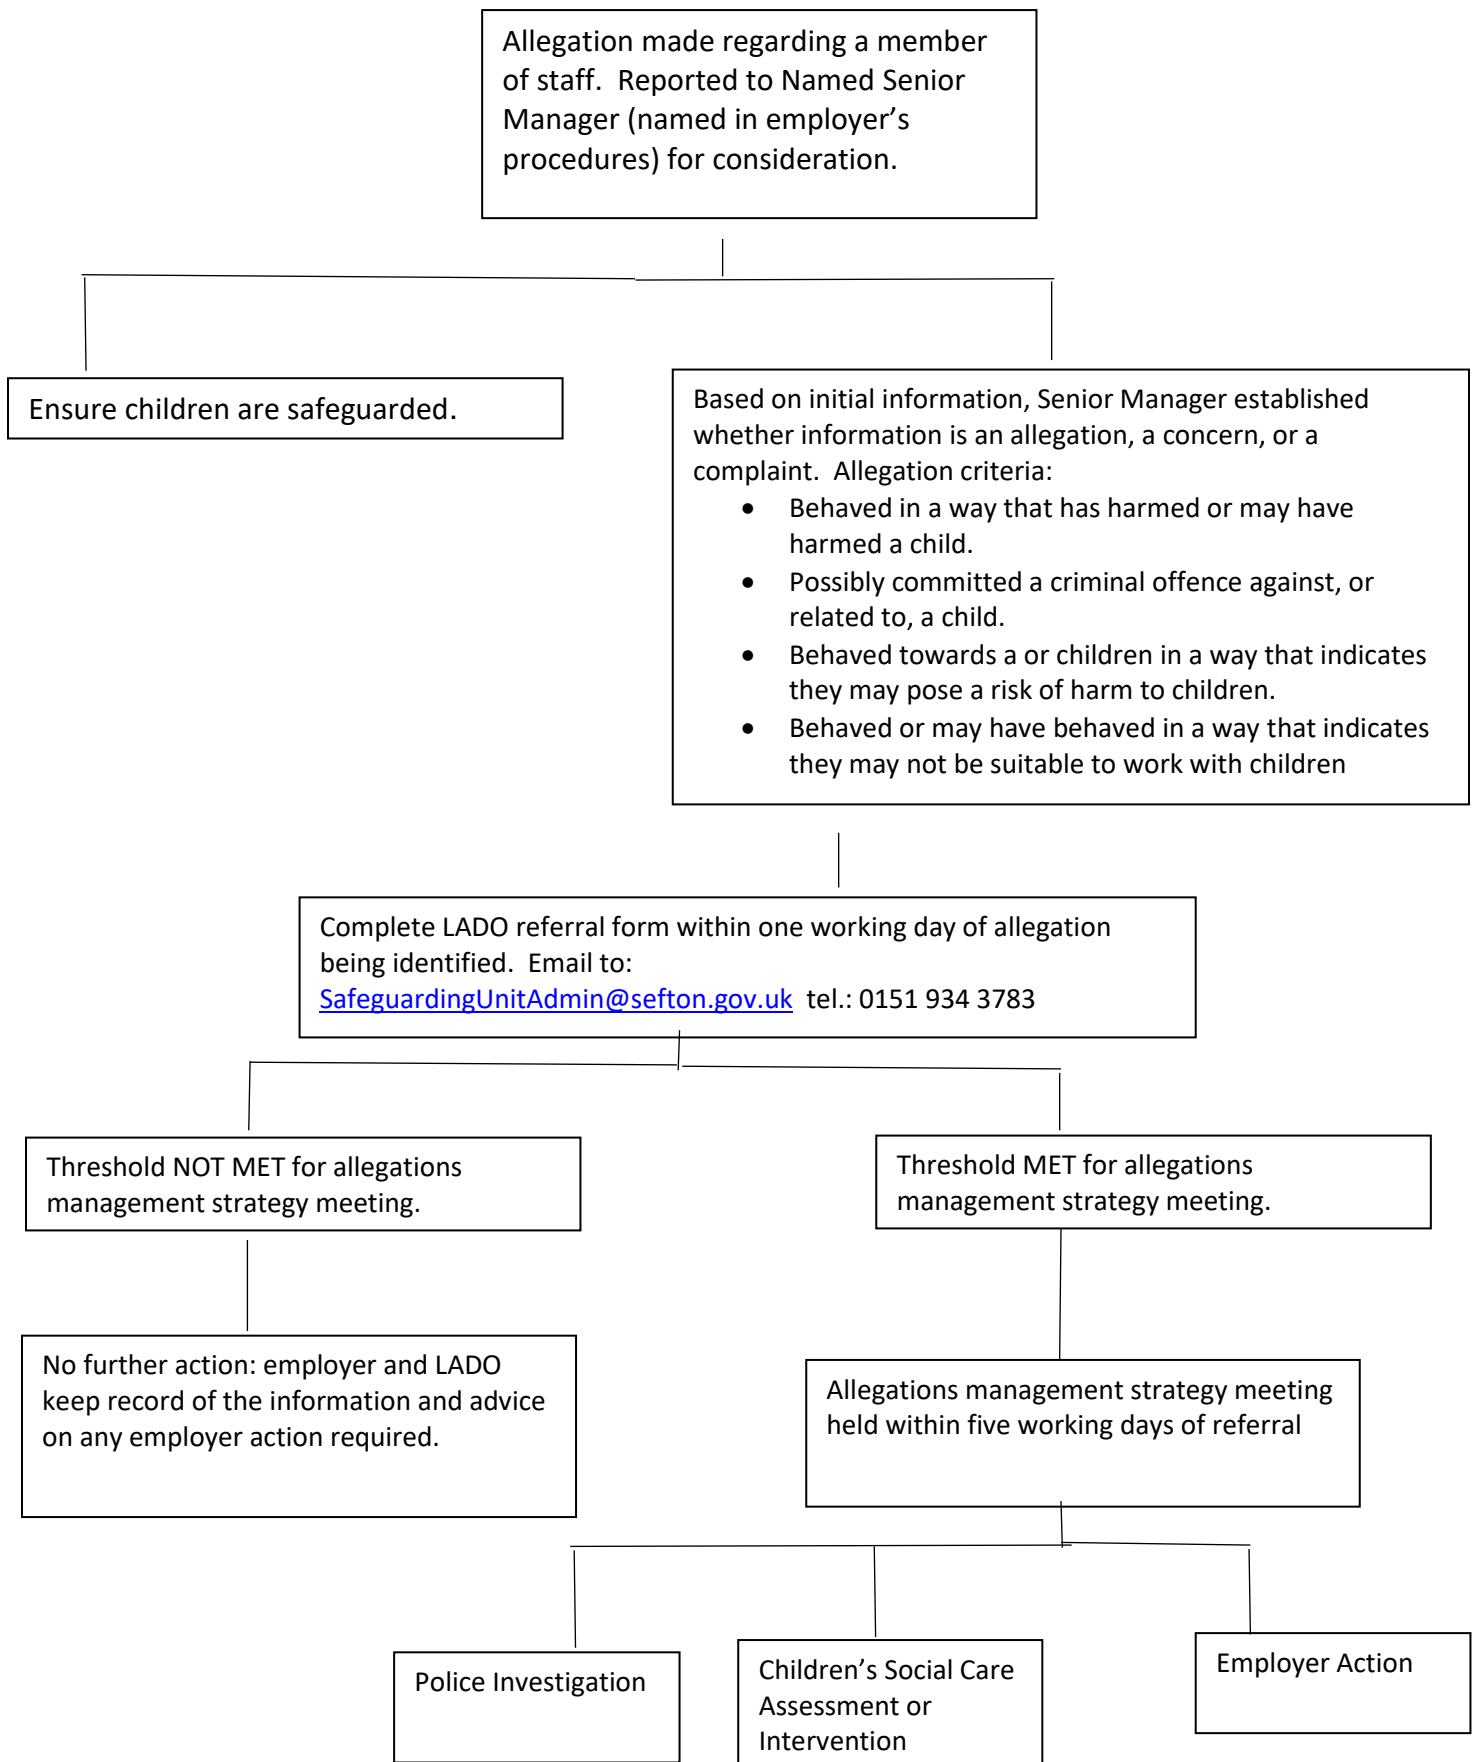 Allegation made regarding a member
of staff.  Reported to Named Senior
Manager (named in employer’s
procedures) for consideration.
Ensure children are safeguarded.
Based on initial information, Senior Manager established
whether information is an allegation, a concern, or a
complaint.  Allegation criteria:
• Behaved in a way that has harmed or may have
harmed a child.
• Possibly committed a criminal offence against, or
related to, a child.
• Behaved towards a or children in a way that indicates
they may pose a risk of harm to children.
• Behaved or may have behaved in a way that indicates
they may not be suitable to work with children
Complete LADO referral form within one working day of allegation
being identified.  Email to:
SafeguardingUnitAdmin@sefton.gov.uk  tel.: 0151 934 3783
Threshold NOT MET for allegations
management strategy meeting.
Threshold MET for allegations
management strategy meeting.
No further action: employer and LADO
keep record of the information and advice
on any employer action required.
Allegations management strategy meeting
held within five working days of referral
Police Investigation
Children’s Social Care
Assessment or
Intervention
Employer Action